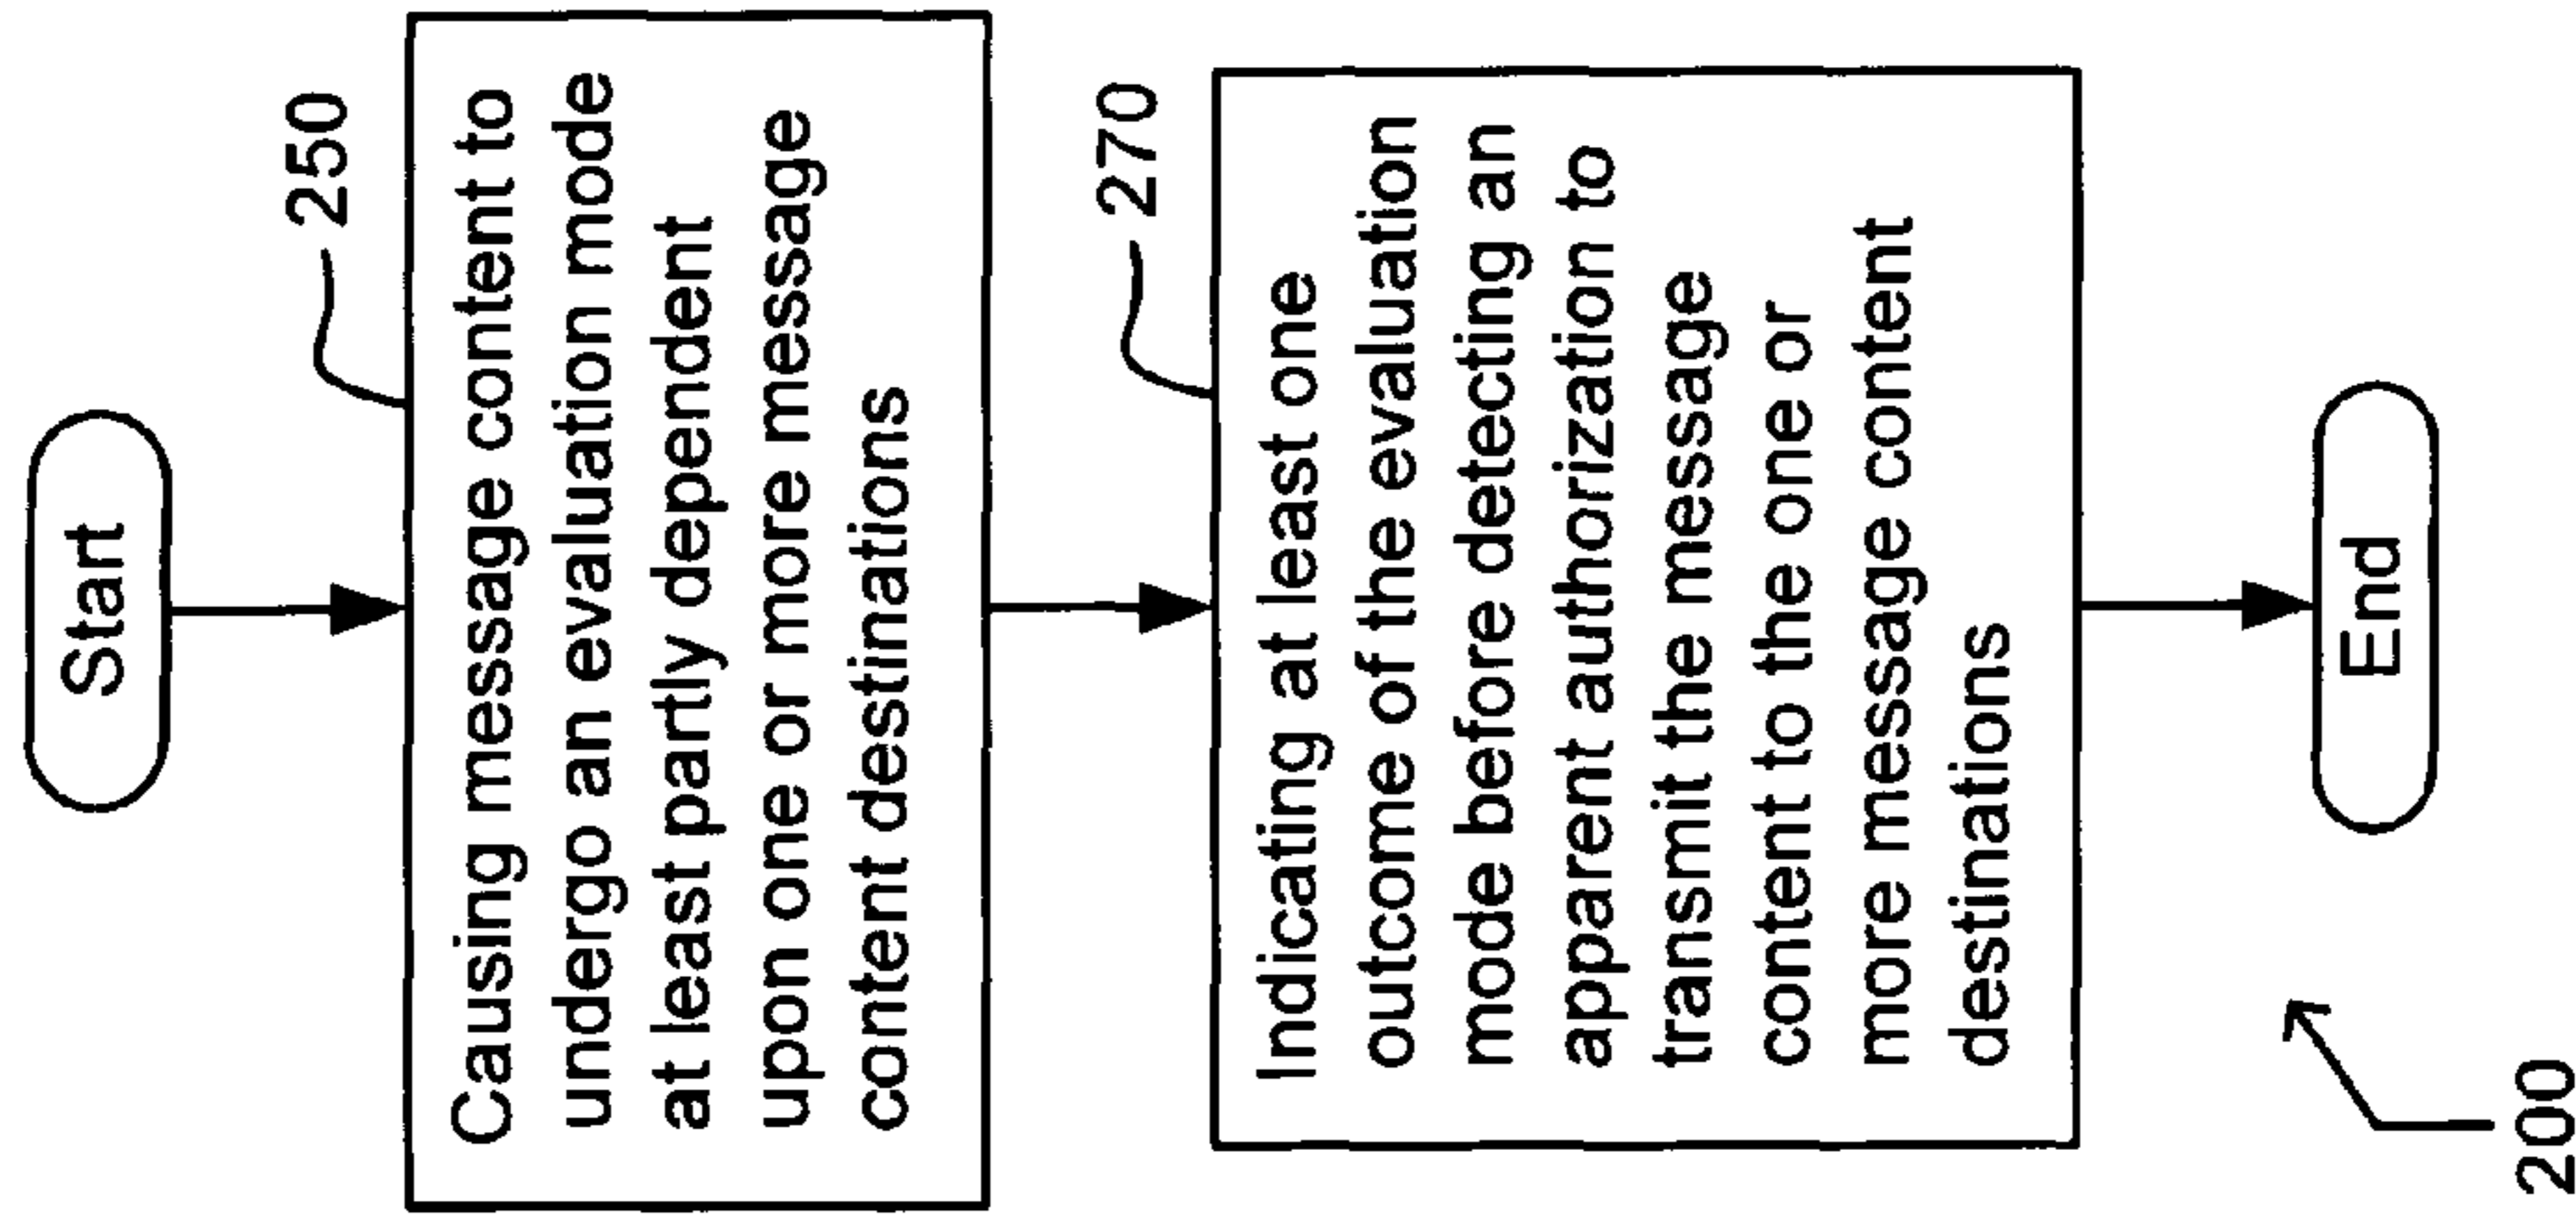 Start
250
Causing message content to
undergo an evaluation mode
at least partly dependent
upon one or more message
content destinations
270
Indicating at least one
outcome of the evaluation
mode before detecting an
apparent authorization to
transmit the message
content to the one or
more message content
destinations
End
200